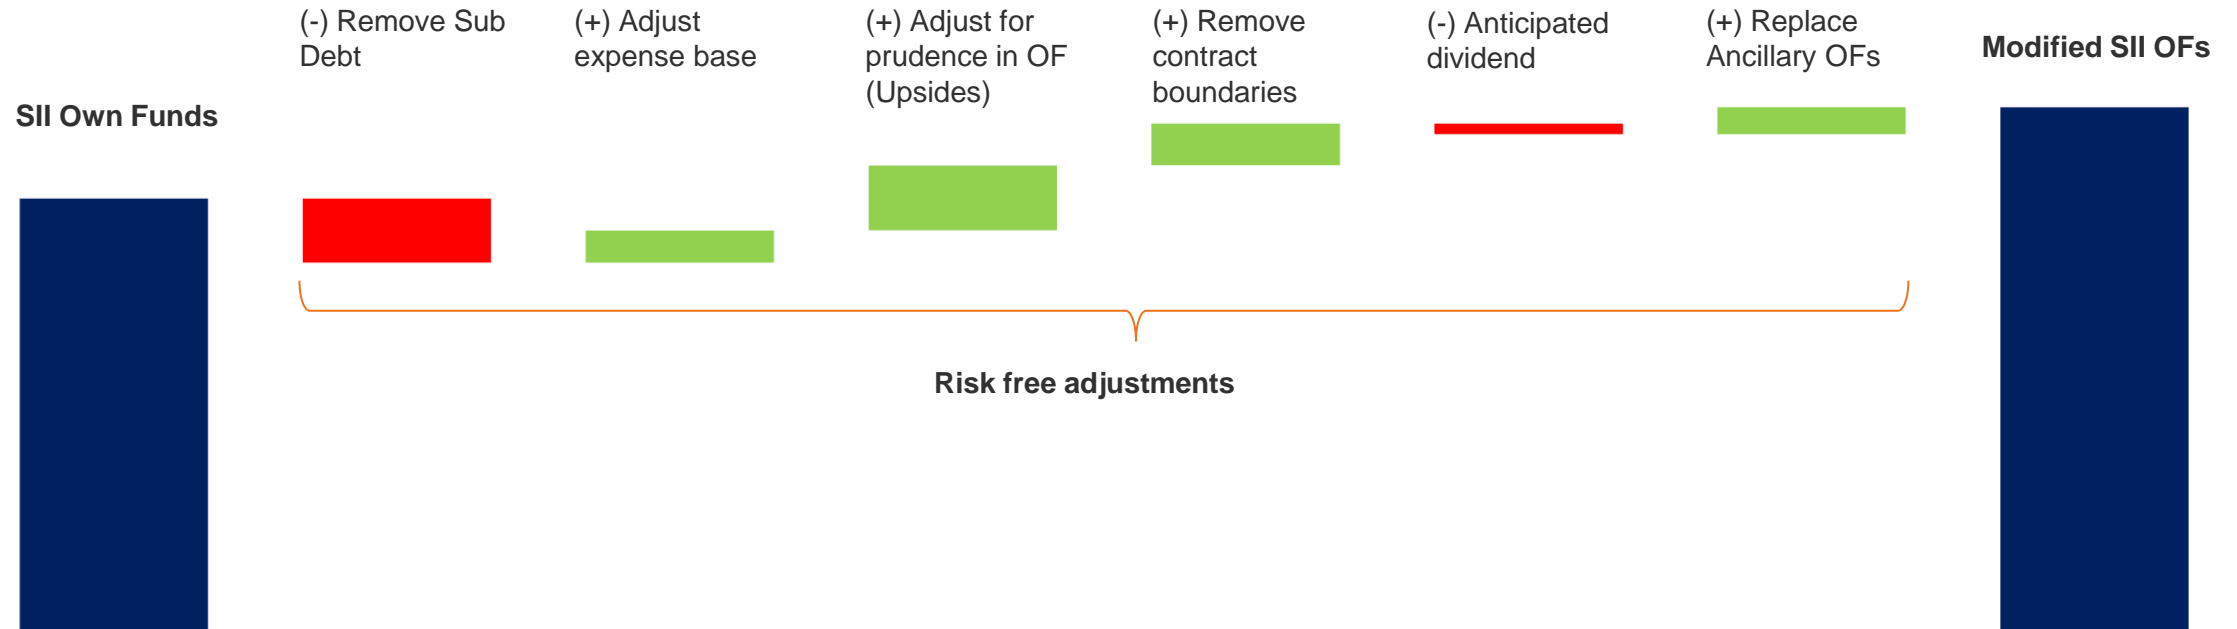 SII Own Funds
(-) Remove Sub
Debt
(+) Adjust
expense base
(+) Adjust for
prudence in OF
(Upsides)
(+) Remove
contract
boundaries
(-) Anticipated
dividend
(+) Replace
Ancillary OFs
Modified SII OFs
Risk free adjustments